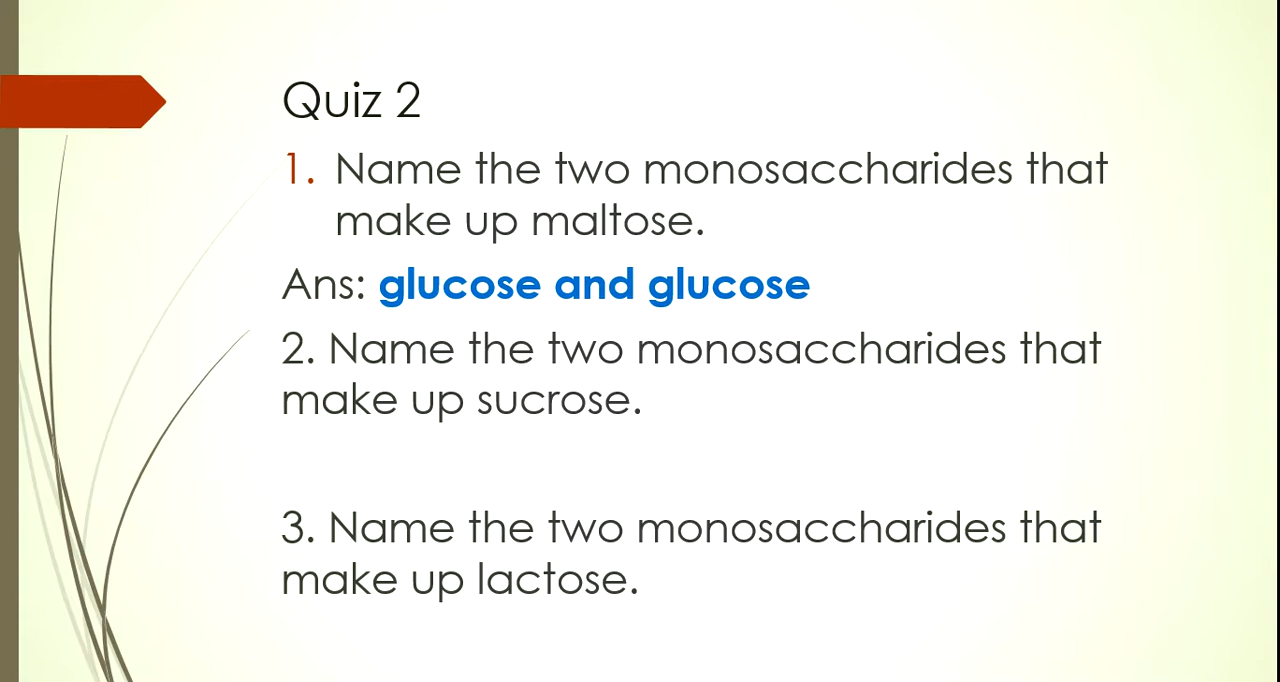 Quiz 2
1. Name the two monosaccharides that
make up maltose.
Ans: glucose and glucose
2. Name the two monosaccharides that
make up sucrose.
3. Name the two monosaccharides that
make up lactose.